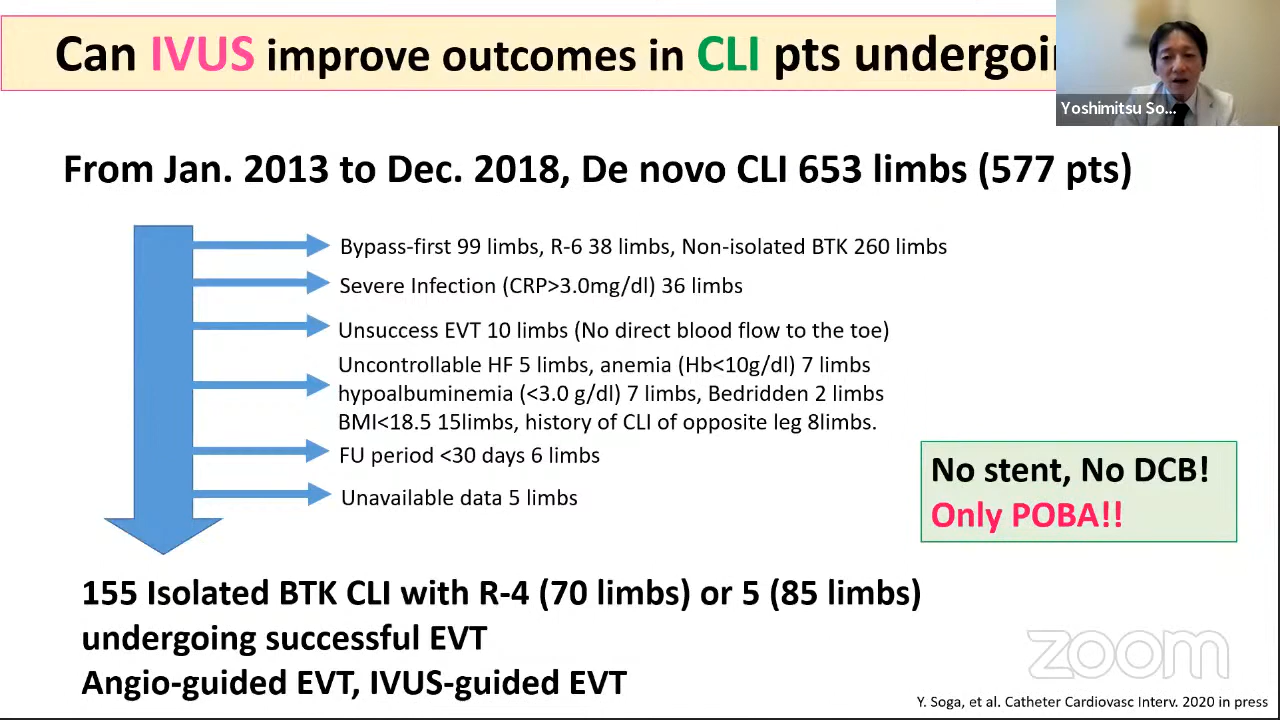 Can IVUS improve outcomes in CLI pts undergoi
Yoshimitsu So...
From Jan. 2013 to Dec. 2018, De novo CLI 653 limbs (577 pts)
Bypass-first 99 limbs, R-6 38 limbs, Non-isolated BTK 260 limbs
Severe Infection (CRP>3.0mg/dl) 36 limbs
Unsuccess EVT 10 limbs (No direct blood flow to the toe)
Uncontrollable HF 5 limbs, anemia (Hb<10g/dl) 7 limbs
hypoalbuminemia (<3.0 g/dl) 7 limbs, Bedridden 2 limbs
BMI<18.5 15limbs, history of CLI of opposite leg 8limbs.
FU period <30 days 6 limbs
Unavailable data 5 limbs
No stent, No DCB!
Only POBA!!
155 Isolated BTK CLI with R-4 (70 limbs) or 5 (85 limbs)
undergoing successful EVT
Angio-guided EVT, IVUS-guided EVT
zoom
Y. Soga, et al. Catheter Cardiovasc Interv. 2020 in press